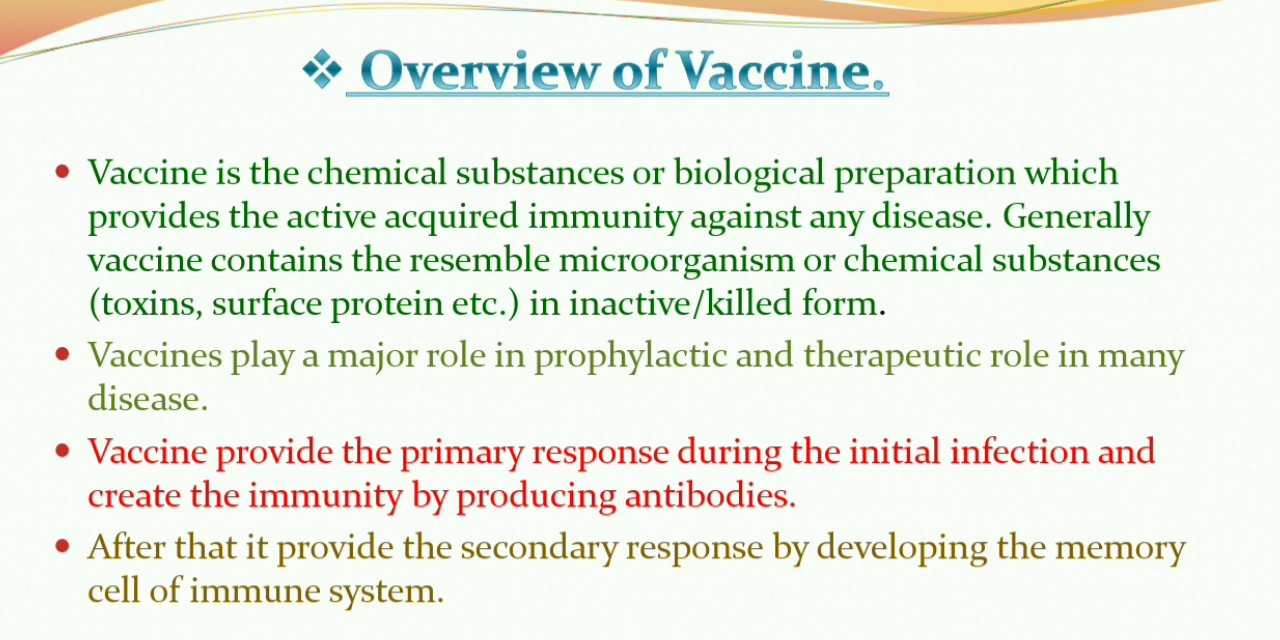 ❖ Overview of Vaccine.
• Vaccine is the chemical substances or biological preparation which
provides the active acquired immunity against any disease. Generally
vaccine contains the resemble microorganism or chemical substances
(toxins, surface protein etc.) in inactive/killed form.
• Vaccines play a major role in prophylactic and therapeutic role in many
disease.
• Vaccine provide the primary response during the initial infection and
create the immunity by producing antibodies.
• After that it provide the secondary response by developing the memory
cell of immune system.